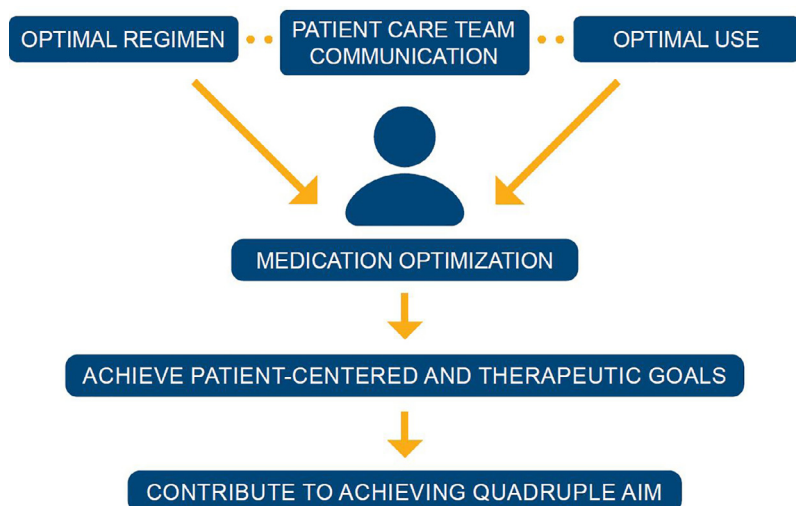 OPTIMAL REGIMEN
PATIENT CARE TEAM
COMMUNICATION
OPTIMAL USE
MEDICATION OPTIMIZATION
ACHIEVE PATIENT-CENTERED AND THERAPEUTIC GOALS
CONTRIBUTE TO ACHIEVING QUADRUPLE AIM